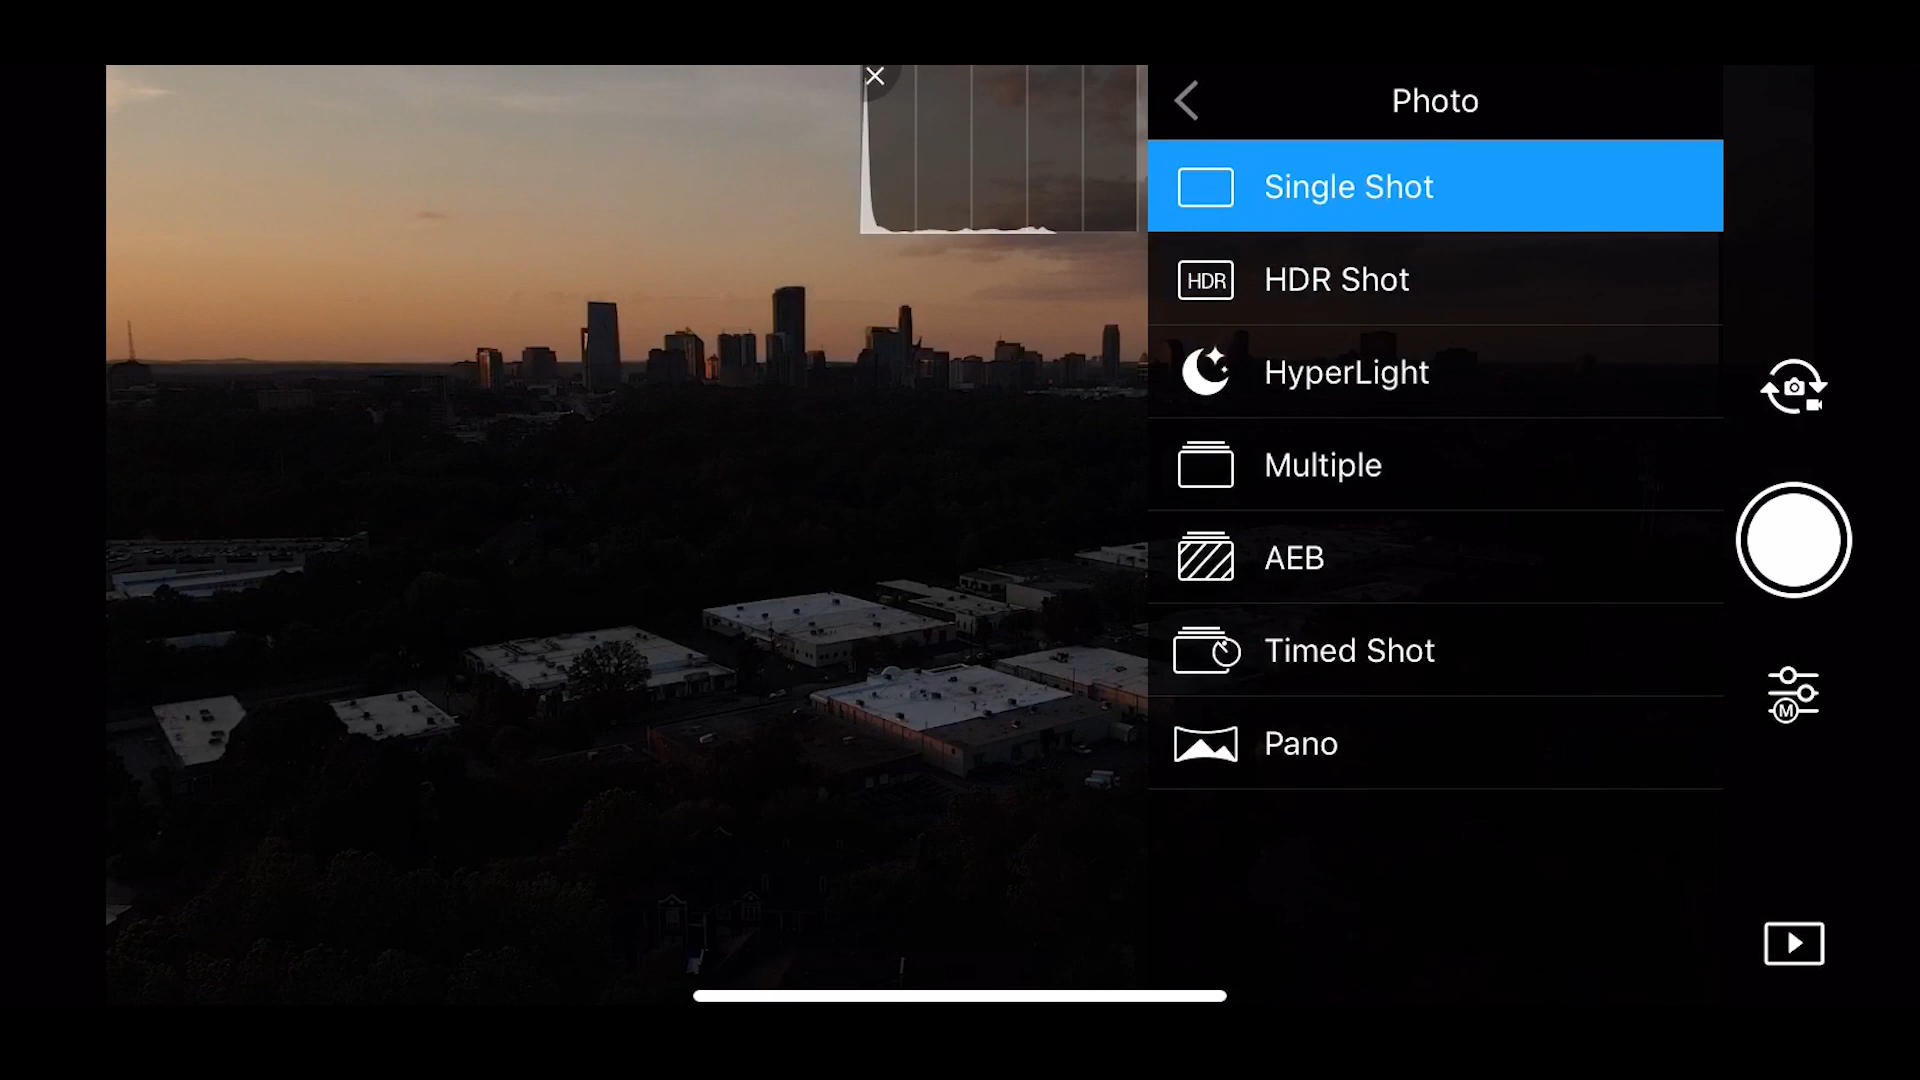 Photo
Single Shot
HDR HDR Shot
HyperLight
Multiple
AEB
Timed Shot
M
Pano